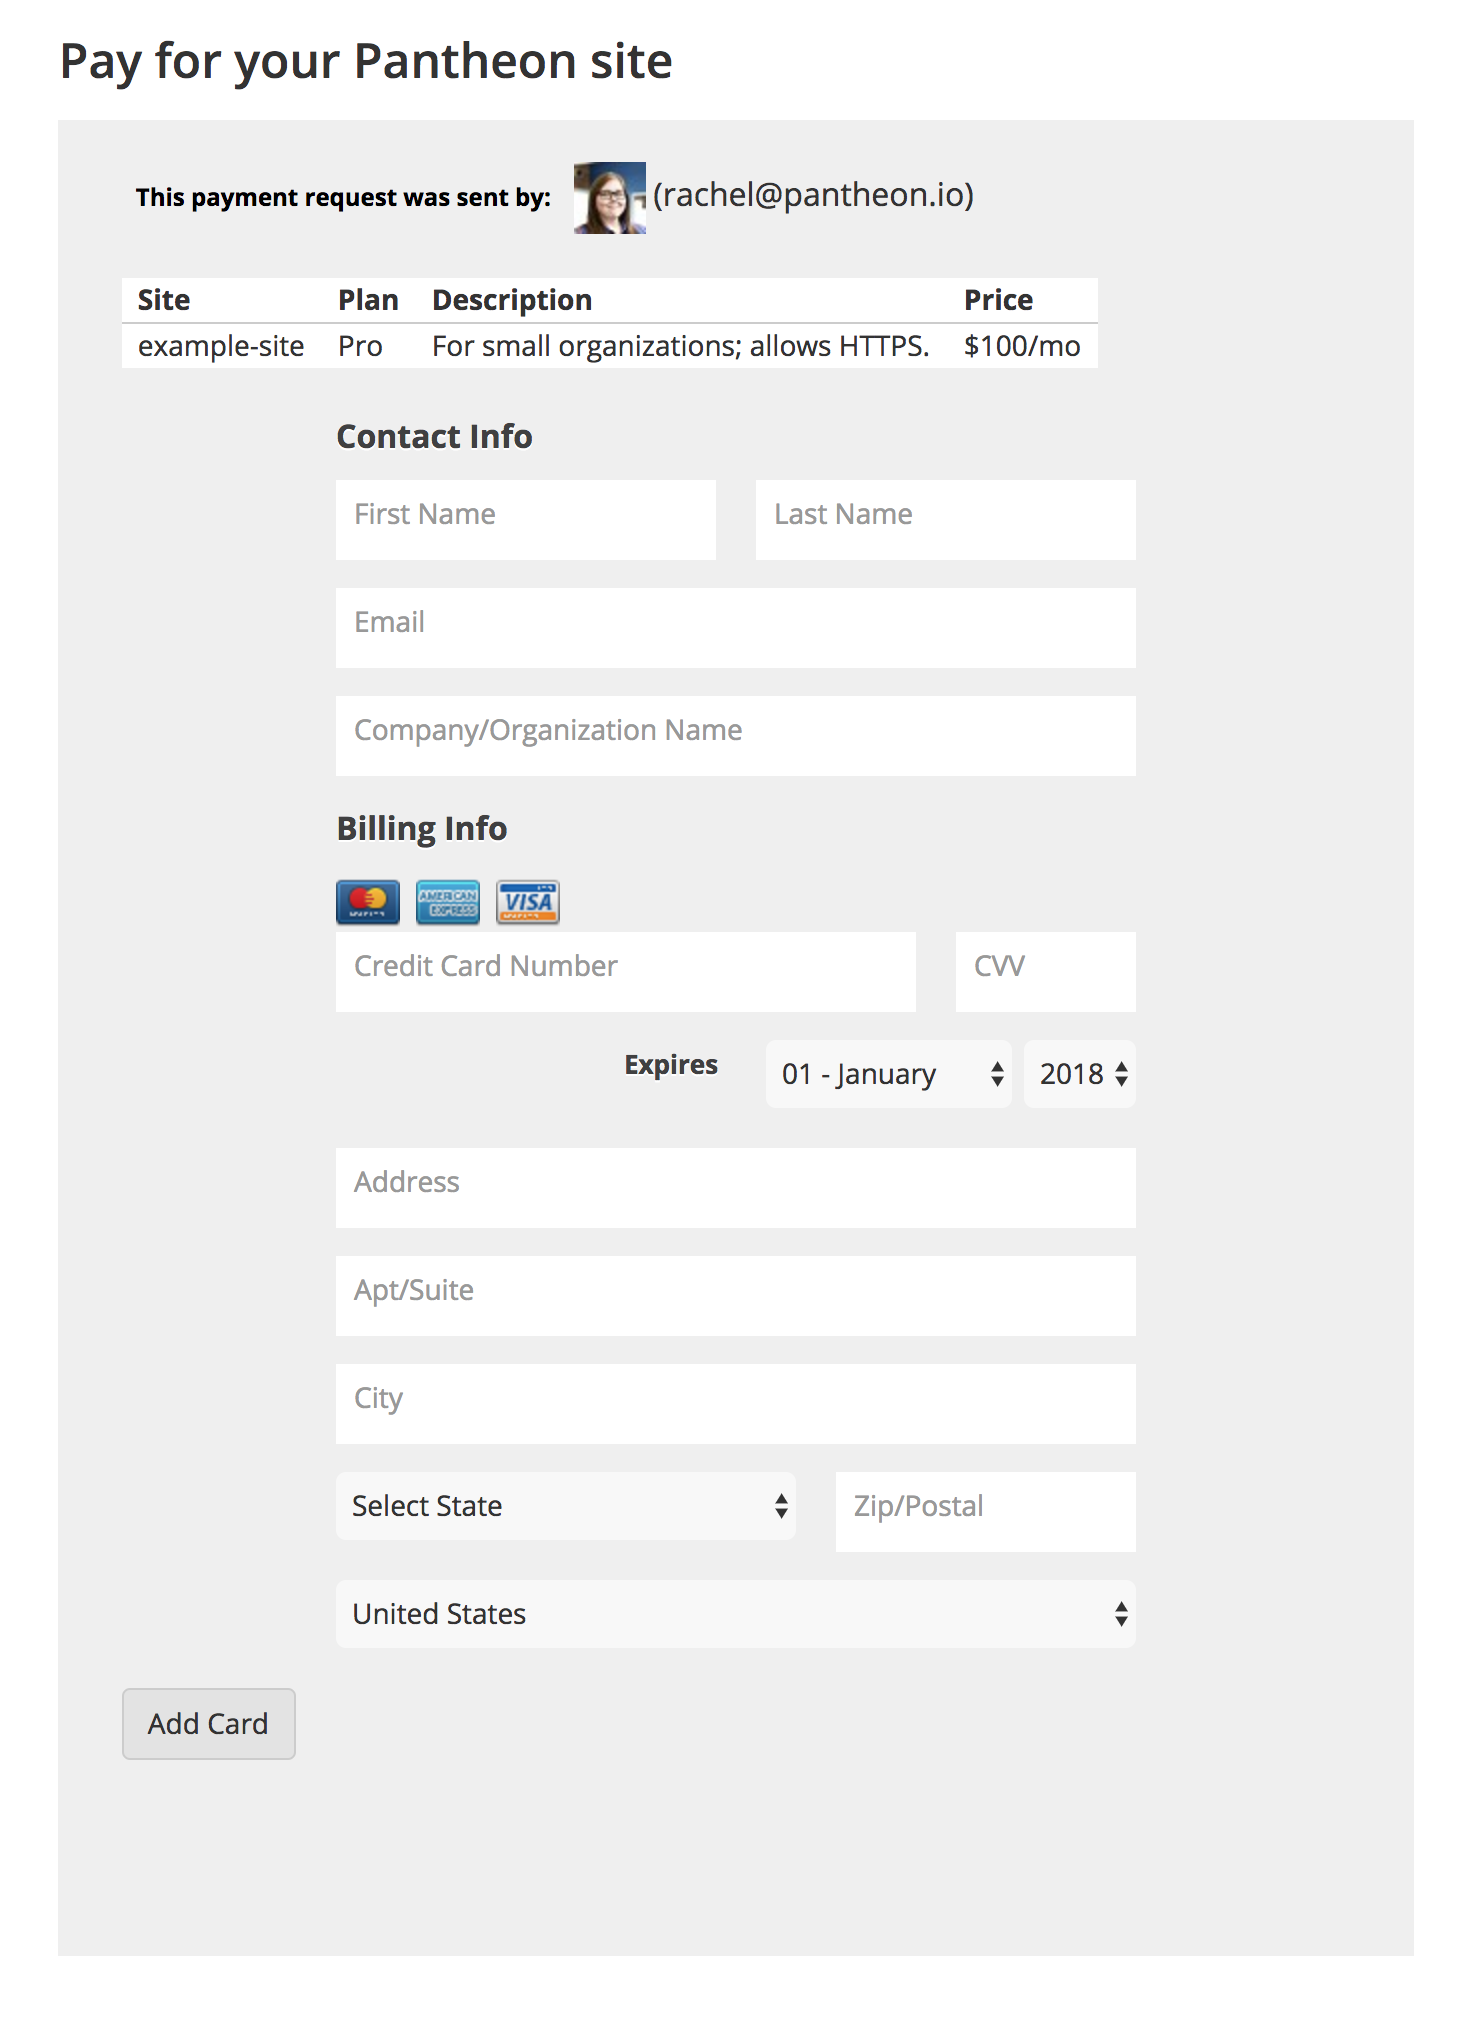 Pay for your Pantheon site
This payment request was sent by: (rachel@pantheon.io)
Site Plan Description Price
example-site Pro For small organizations; allows HTTPS. $100/mo
Contact Info
First Name Last Name
Email
Company/Organization Name
Billing Info
AMERICAN EXPRESS VISA
Credit Card Number CVV
Expires 01 - January 2018
Address
Apt/Suite
City
Select State Zip/Postal
United States
Add Card